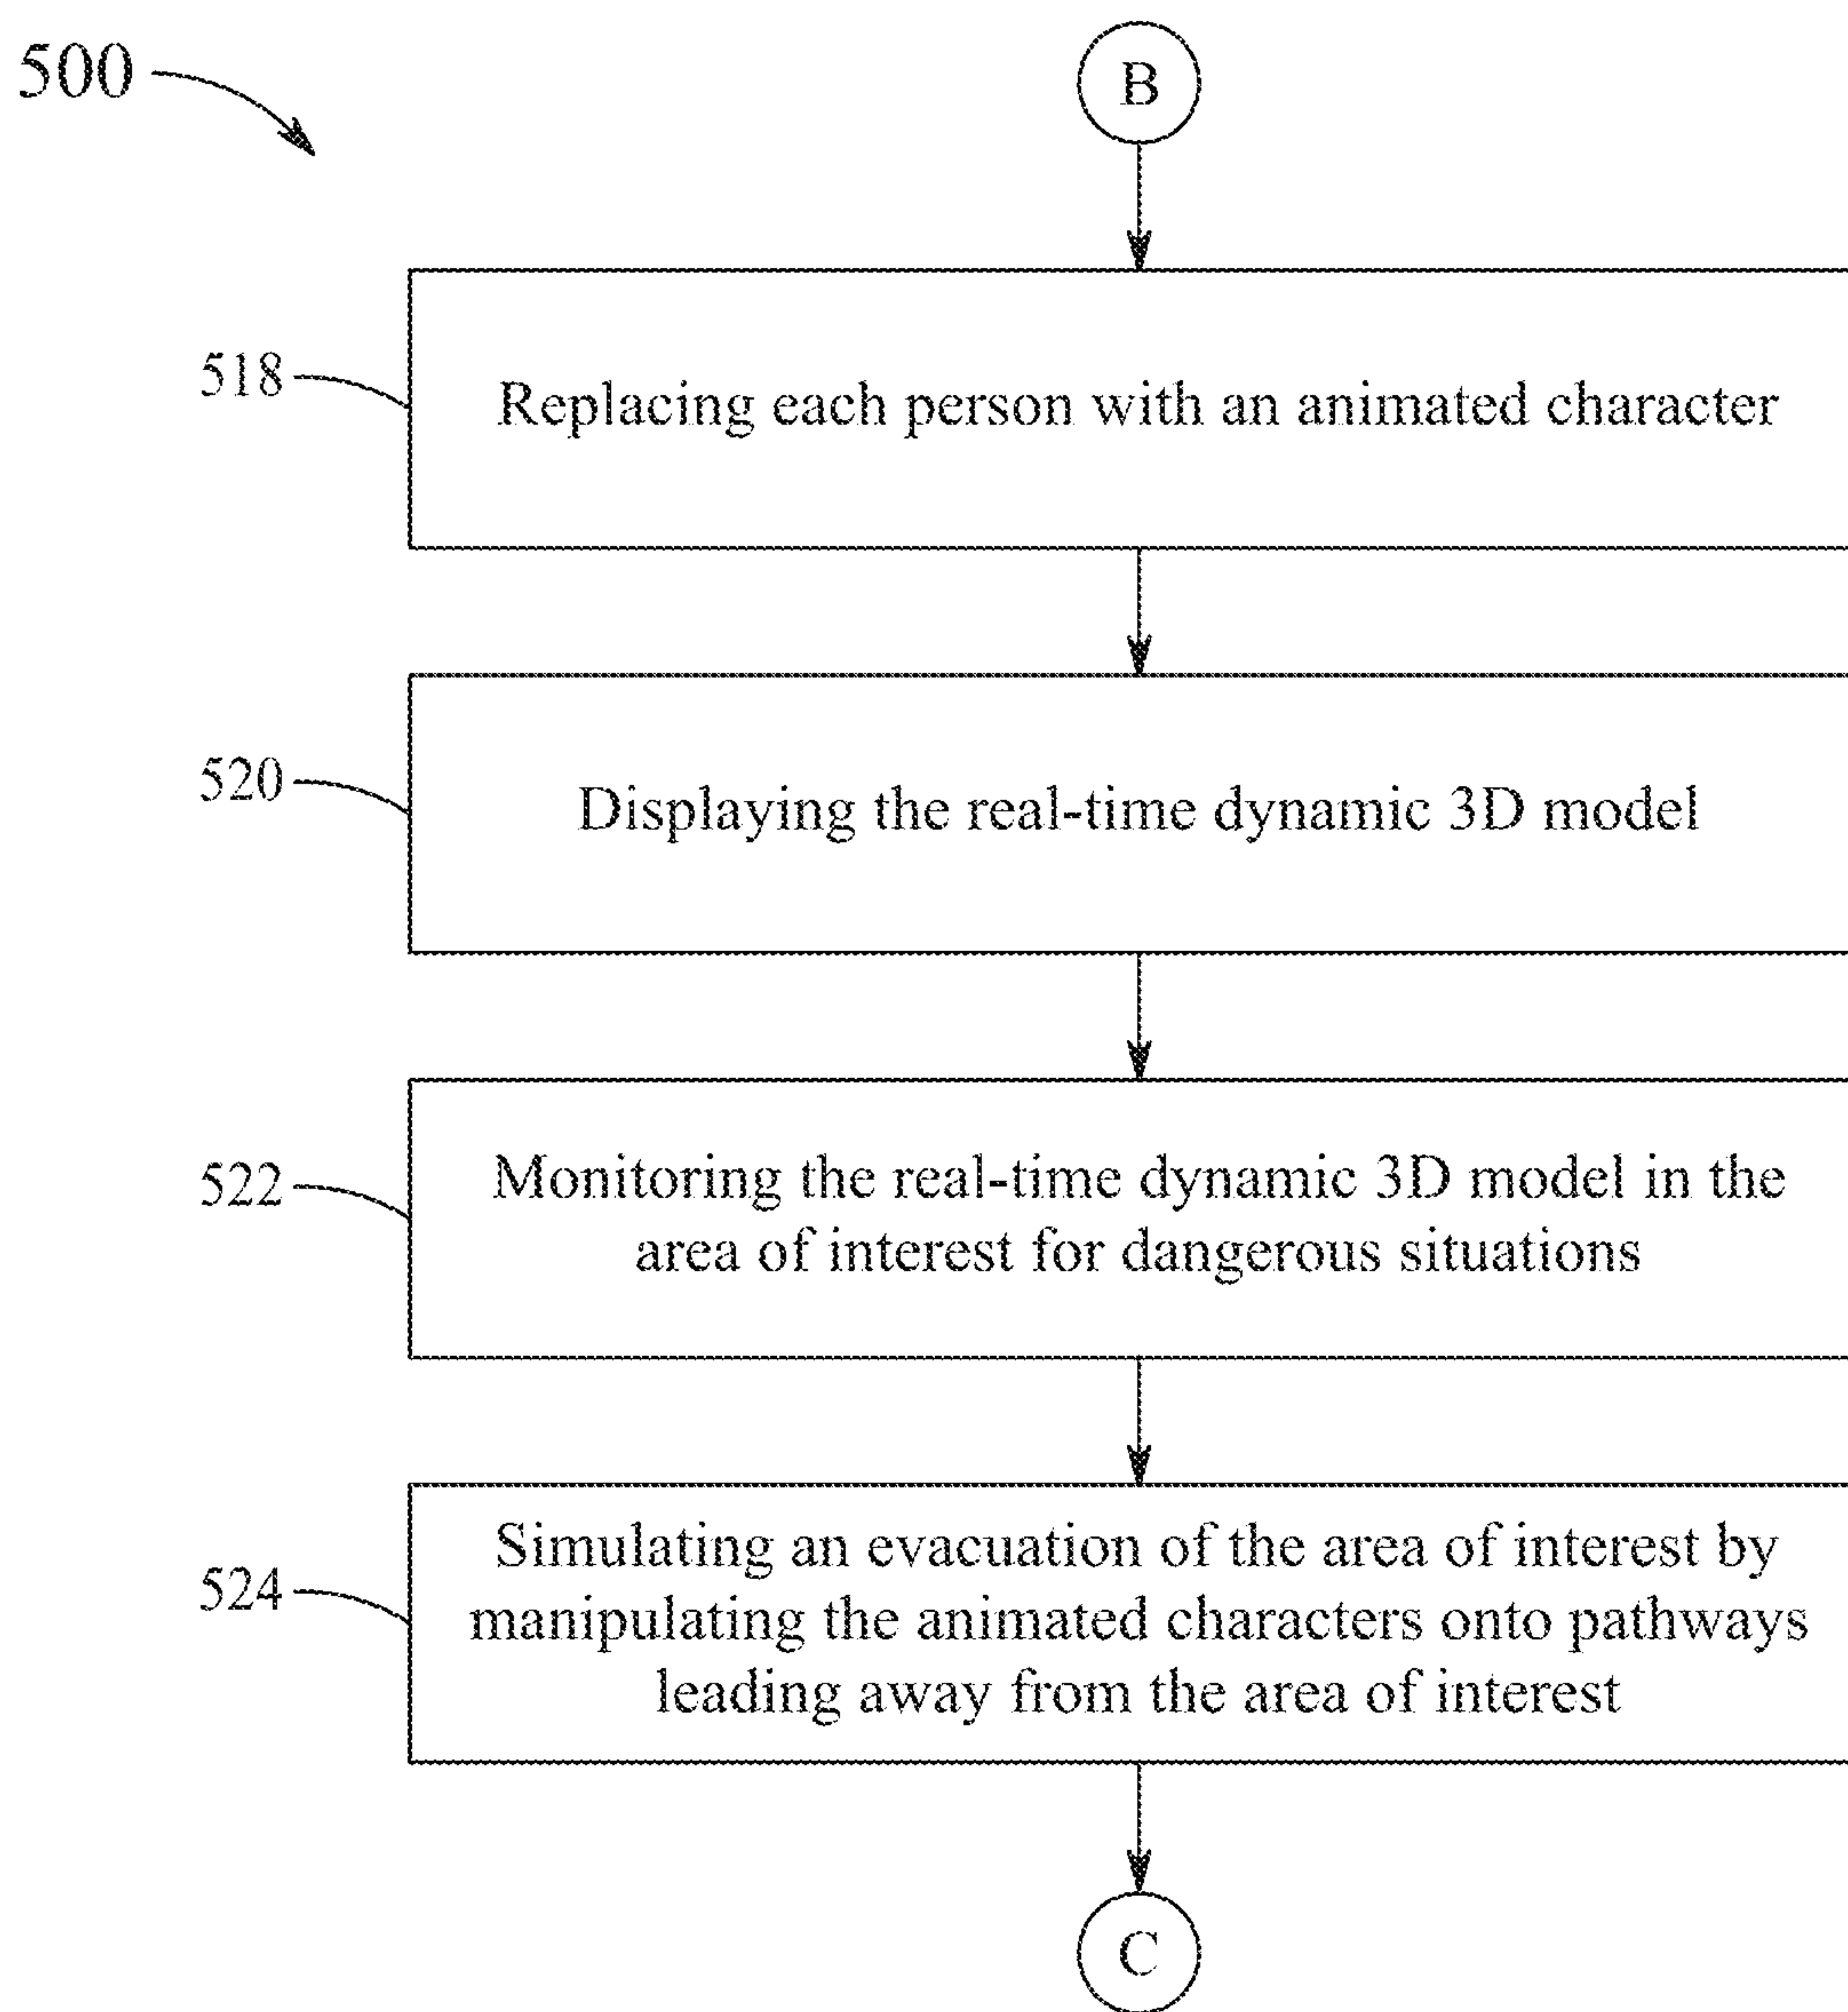 500
B
518
Replacing each person with an animated character
520
Displaying the real-time dynamic 3D model
522
Monitoring the real-time dynamic 3D model in the
area of interest for dangerous situations
524
Simulating an evacuation of the area of interest by
manipulating the animated characters onto pathways
leading away from the area of interest
C